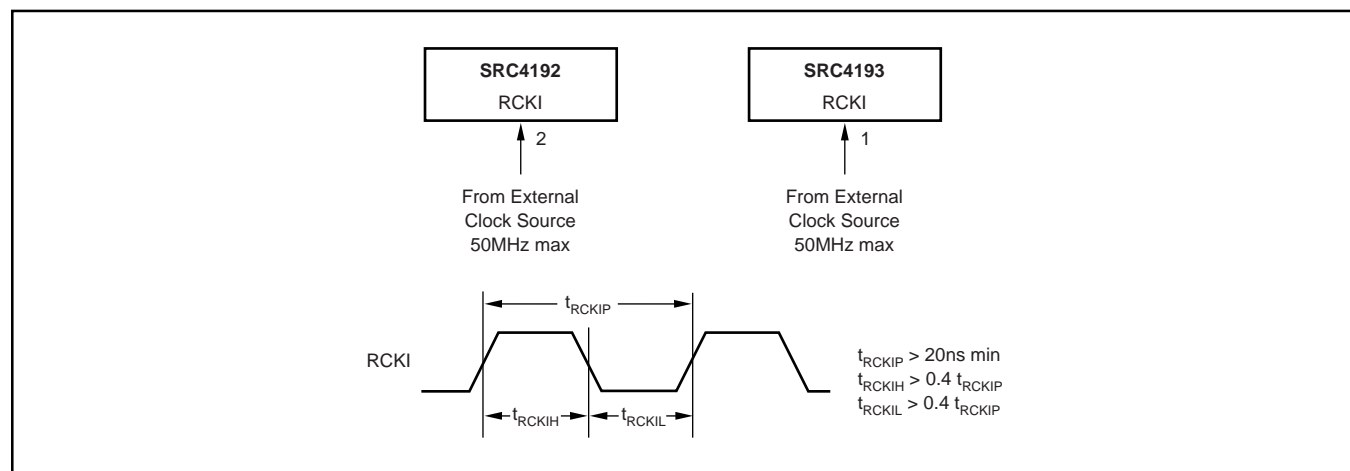 SRC4192
RCKI
2
From External
Clock Source
50MHz max
SRC4193
RCKI
1
From External
Clock Source
50MHz max
tRCKIP
RCKI
tRCKIH
tRCKIL
tRCKIP > 20ns min
tRCKIH > 0.4 tRCKIP
tRCKIL > 0.4 tRCKIP